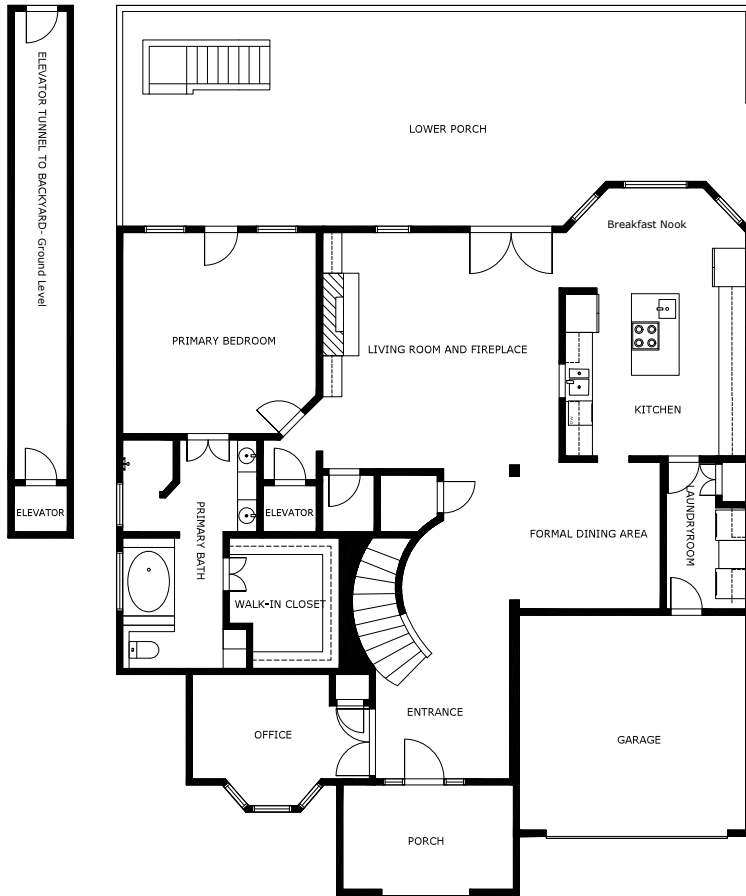 ELEVATOR TUNNEL TO BACKYARD- Ground Level
ELEVATOR
LOWER PORCH
Breakfast Nook
PRIMARY BEDROOM
LIVING ROOM AND FIREPLACE
KITCHEN
PRIMARY BATH
ELEVATOR
FORMAL DINING AREA
LAUNDRYROOM
WALK-IN CLOSET
ENTRANCE
OFFICE
GARAGE
PORCH